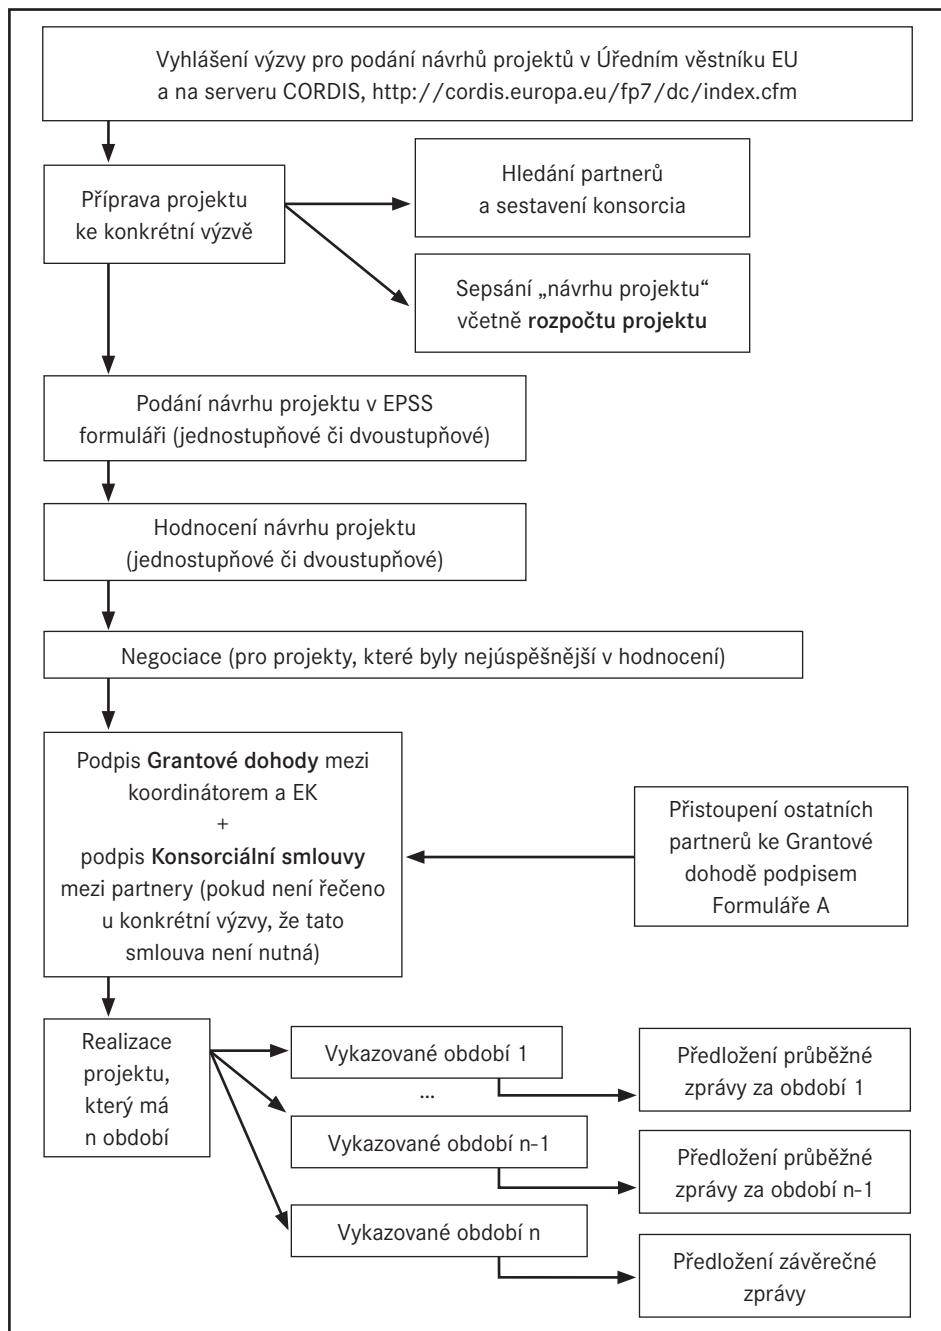 Vyhlášení výzvy pro podání návrhů projektů v Úředním věstníku EU
a na serveru CORDIS, http://cordis.europa.eu/fp7/dc/index.cfm
Příprava projektu
ke konkrétní výzvě
Hledání partnerů
a sestavení konsorcia
Sepsání „návrhu projektu“
včetně rozpočtu projektu
Podání návrhu projektu v EPSS
formuláři (jednostupňové či dvoustupňové)
Hodnocení návrhu projektu
(jednostupňové či dvoustupňové)
Negociace (pro projekty, které byly nejúspěšnější v hodnocení)
Podpis Grantové dohody mezi
koordinátorem a EK
+
podpis Konsorciální smlouvy
mezi partnery (pokud není řečeno
u konkrétní výzvy, že tato
smlouva není nutná)
Přistoupení ostatních
partnerů ke Grantové
dohodě podpisem
Formuláře A
Realizace
projektu,
který má
n období
Vykazované období 1
...
Vykazované období n-1
Vykazované období n
Předložení průběžné
zprávy za období 1
Předložení průběžné
zprávy za období n-1
Předložení závěrečné
zprávy